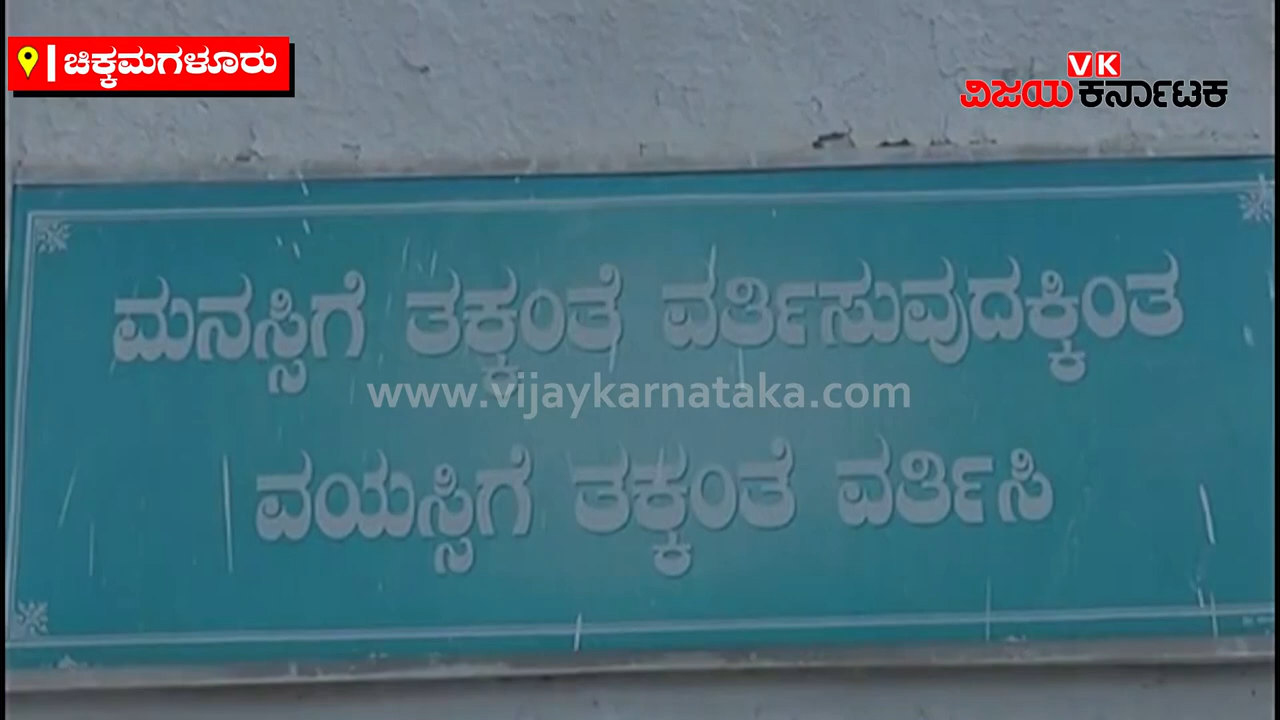 ಚಿಕ್ಕಮಗಳೂರು
VK
ವಿಜಯ ಕರ್ನಾಟಕ
ಮನಸ್ಸಿಗೆ ತಕ್ಕಂತೆ ವರ್ತಿಸುವುದಕ್ಕಿಂತ
www.vijaykarnataka.com
ವಯಸ್ಸಿಗೆ ತಕ್ಕಂತೆ ವರ್ತಿಸಿ